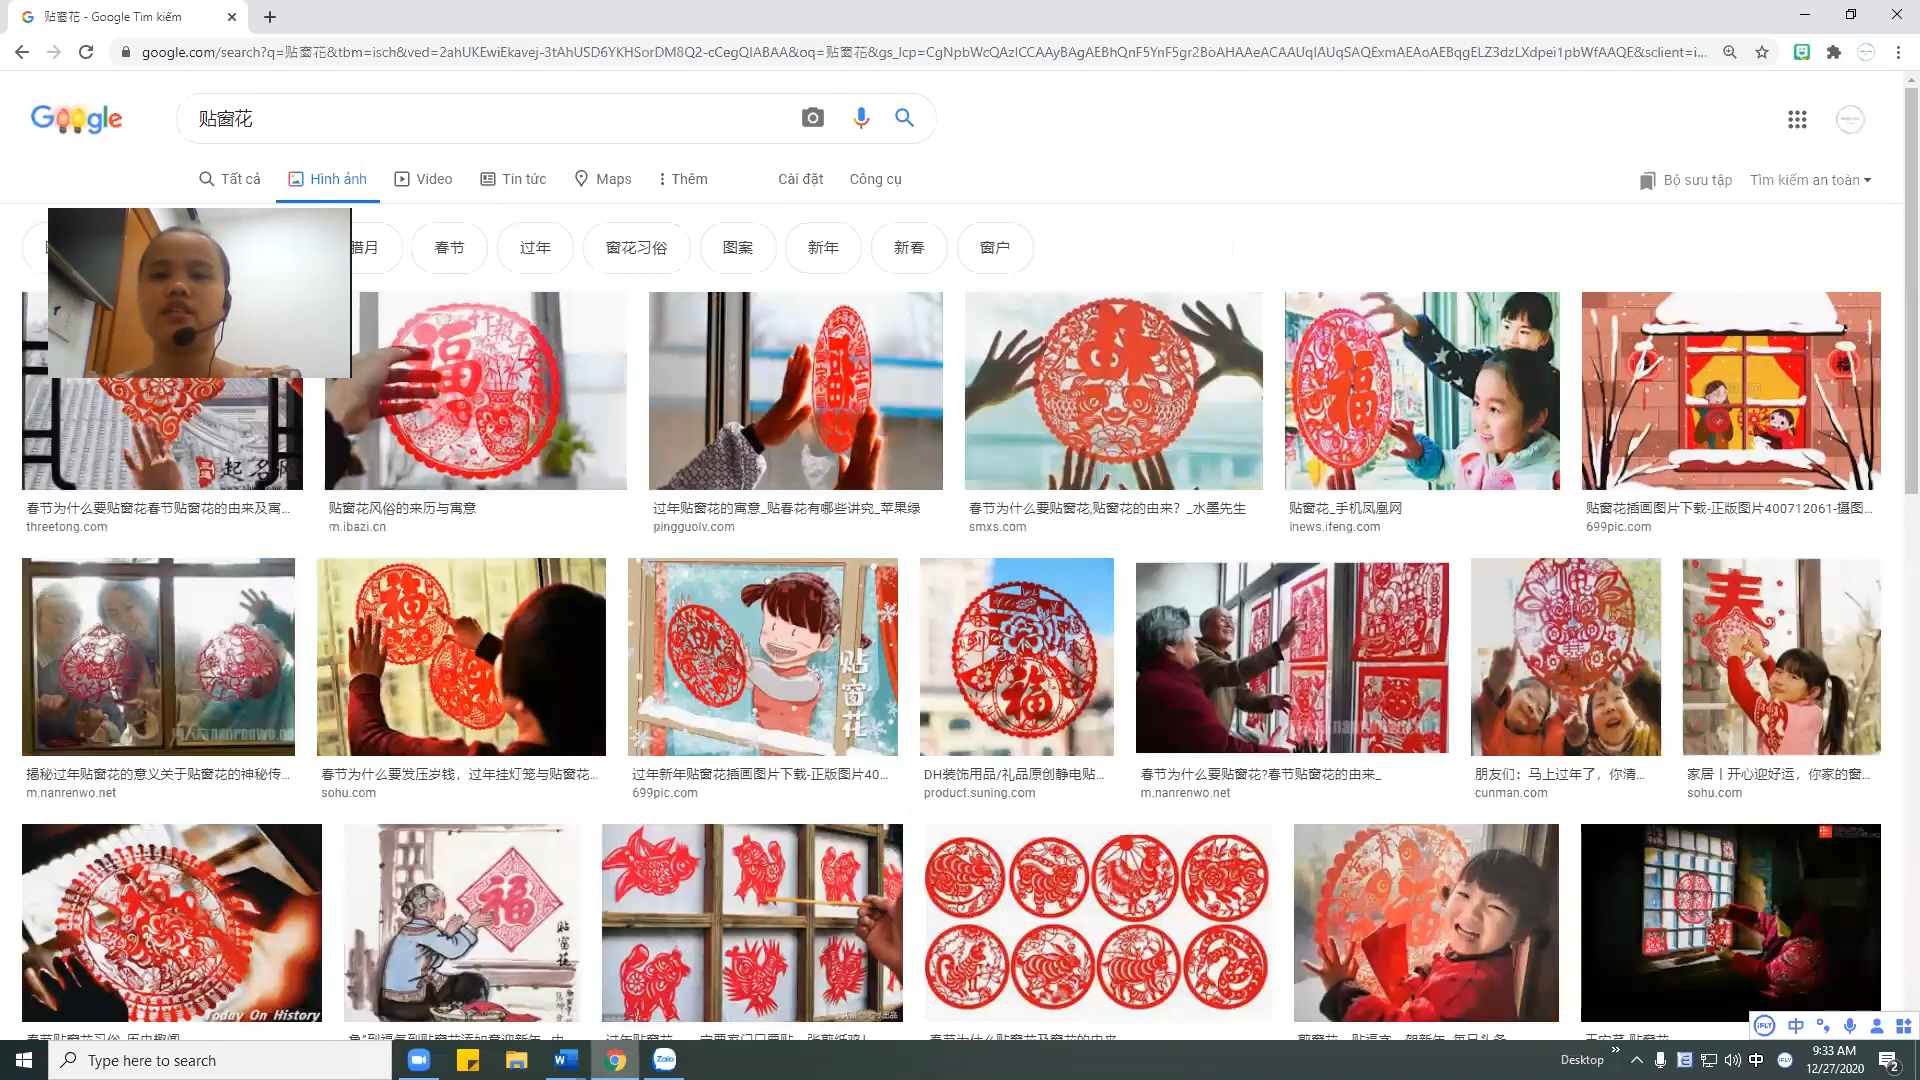 贴窗花 - Google Tìm kiếm
google.com/search?q=贴窗花&tbm=isch&ved=2ahUKEwiEkavej-3tAhUSD6YKHSorDM8Q2-cCegQIABAA&oq=贴窗花&gs_lcp=
Google
贴窗花
Tất cả Hình ảnh Video Tin tức Maps Thêm Cài đặt Công cụ Bộ sưu tập Tìm kiếm an toàn
腊月 春节 过年 窗花习俗 图案 新年 新春 窗户
春节为什么要贴窗花春节贴窗花的由来及寓...
threetong.com
贴窗花风俗的来历与寓意
m.ibazi.cn
过年贴窗花的寓意_贴春花有哪些讲究_苹果绿
pingguolv.com
春节为什么要贴窗花,贴窗花的由来？_水墨先生
smxs.com
贴窗花_手机凤凰网
inews.ifeng.com
贴窗花插画图片下载-正版图片400712061-摄图...
699pic.com
贴窗花
揭秘过年贴窗花的意义关于贴窗花的神秘传...
m.nanrenwo.net
春节为什么要发压岁钱，过年挂灯笼与贴窗花...
sohu.com
过年新年贴窗花插画图片下载-正版图片40...
699pic.com
DH装饰用品/礼品原创静电贴...
product.suning.com
春节为什么要贴窗花?春节贴窗花的由来_
m.nanrenwo.net
朋友们：马上过年了，你清...
cunman.com
家居丨开心迎好运，你家的窗...
sohu.com
Today On History
贴窗花
Type here to search
Desktop
中
9:33 AM
12/27/2020
2